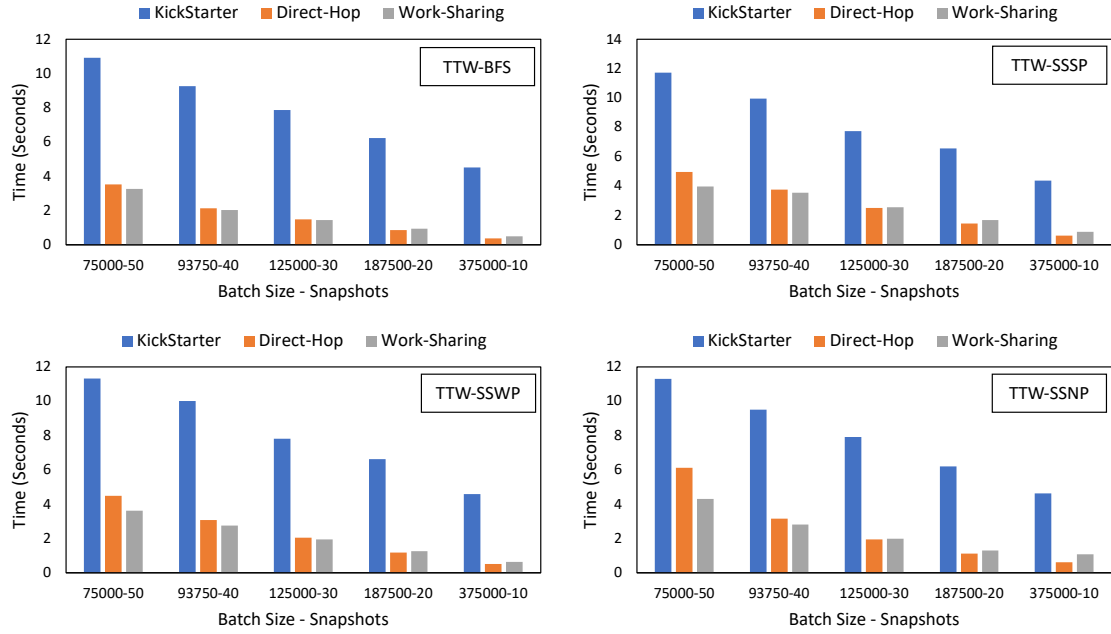 KickStarter Direct-Hop Work-Sharing
TTW-BFS
Time (Seconds)
12
10
8
6
4
2
0
75000-50 93750-40 125000-30 187500-20 375000-10
Batch Size - Snapshots
KickStarter Direct-Hop Work-Sharing
TTW-SSSP
Time (Seconds)
14
12
10
8
6
4
2
0
75000-50 93750-40 125000-30 187500-20 375000-10
Batch Size - Snapshots
KickStarter Direct-Hop Work-Sharing
TTW-SSWP
Time (Seconds)
12
10
8
6
4
2
0
75000-50 93750-40 125000-30 187500-20 375000-10
Batch Size - Snapshots
KickStarter Direct-Hop Work-Sharing
TTW-SSNP
Time (Seconds)
12
10
8
6
4
2
0
75000-50 93750-40 125000-30 187500-20 375000-10
Batch Size - Snapshots